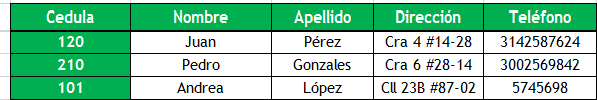 Cedula Nombre Apellido Dirección Teléfono
120 Juan Pérez Cra 4 #14-28 3142587624
210 Pedro Gonzales Cra 6 #28-14 3002569842
101 Andrea López Cll 23B #87-02 5745698